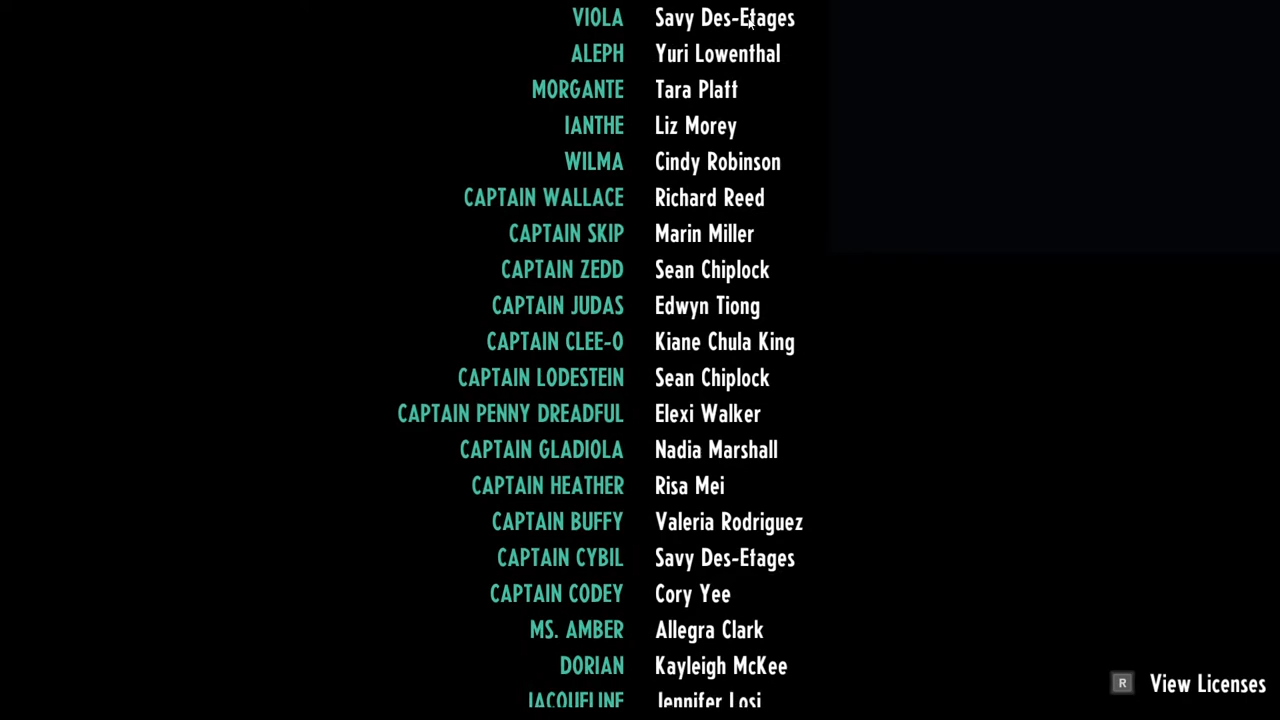 VIOLA Savy Des-Etages
ALEPH Yuri Lowenthal
MORGANTE Tara Platt
IANTHE Liz Morey
WILMA Cindy Robinson
CAPTAIN WALLACE Richard Reed
CAPTAIN SKIP Marin Miller
CAPTAIN ZEDD Sean Chiplock
CAPTAIN JUDAS Edwyn Tiong
CAPTAIN CLEE-O Kiane Chula King
CAPTAIN LODESTEIN Sean Chiplock
CAPTAIN PENNY DREADFUL Elexi Walker
CAPTAIN GLADIOLA Nadia Marshall
CAPTAIN HEATHER Risa Mei
CAPTAIN BUFFY Valeria Rodriguez
CAPTAIN CYBIL Savy Des-Etages
CAPTAIN CODEY Cory Yee
MS. AMBER Allegra Clark
DORIAN Kayleigh McKee
JACQUELINE Jennifer Losi
R View Licenses